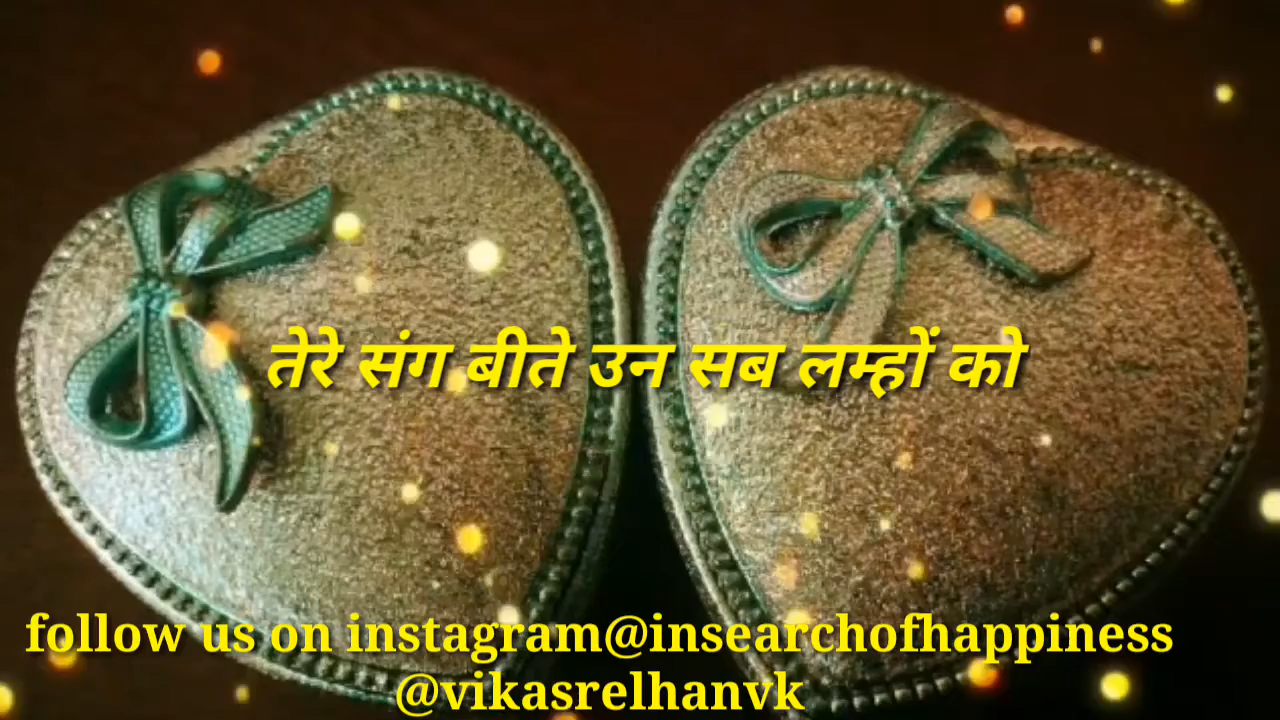 तेरे संग बीते उन सब लम्हों को
follow us on instagram@insearchofhappiness
@vikasrelhanvk